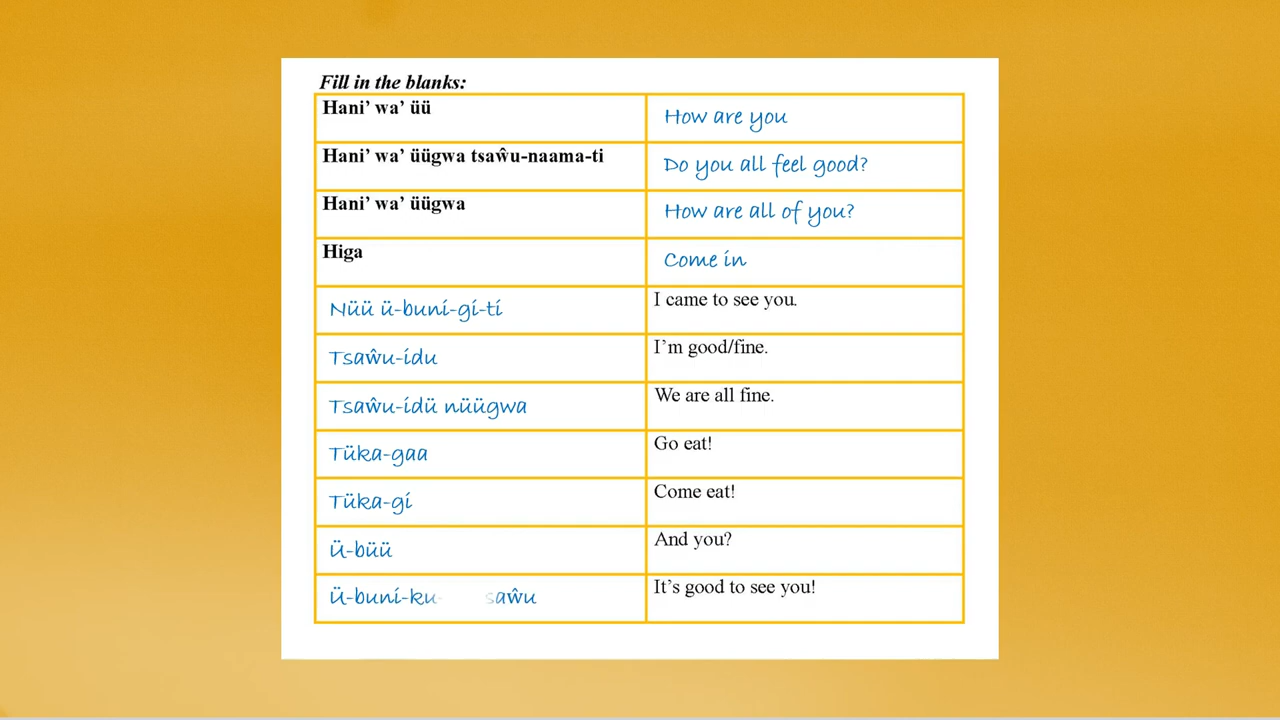 Fill in the blanks:
Hani’ wa’ üü
How are you
Hani’ wa’ üügwa tsaŵu-naama-ti
Do you all feel good?
Hani’ wa’ üügwa
How are all of you?
Higa
Come in
Nüü ü-buni-gi-ti
I came to see you.
Tsaŵu-idu
I’m good/fine.
Tsaŵu-idü nüügwa
We are all fine.
Tüka-gaa
Go eat!
Tüka-gi
Come eat!
Ü-büü
And you?
Ü-buni-ku-
It’s good to see you!